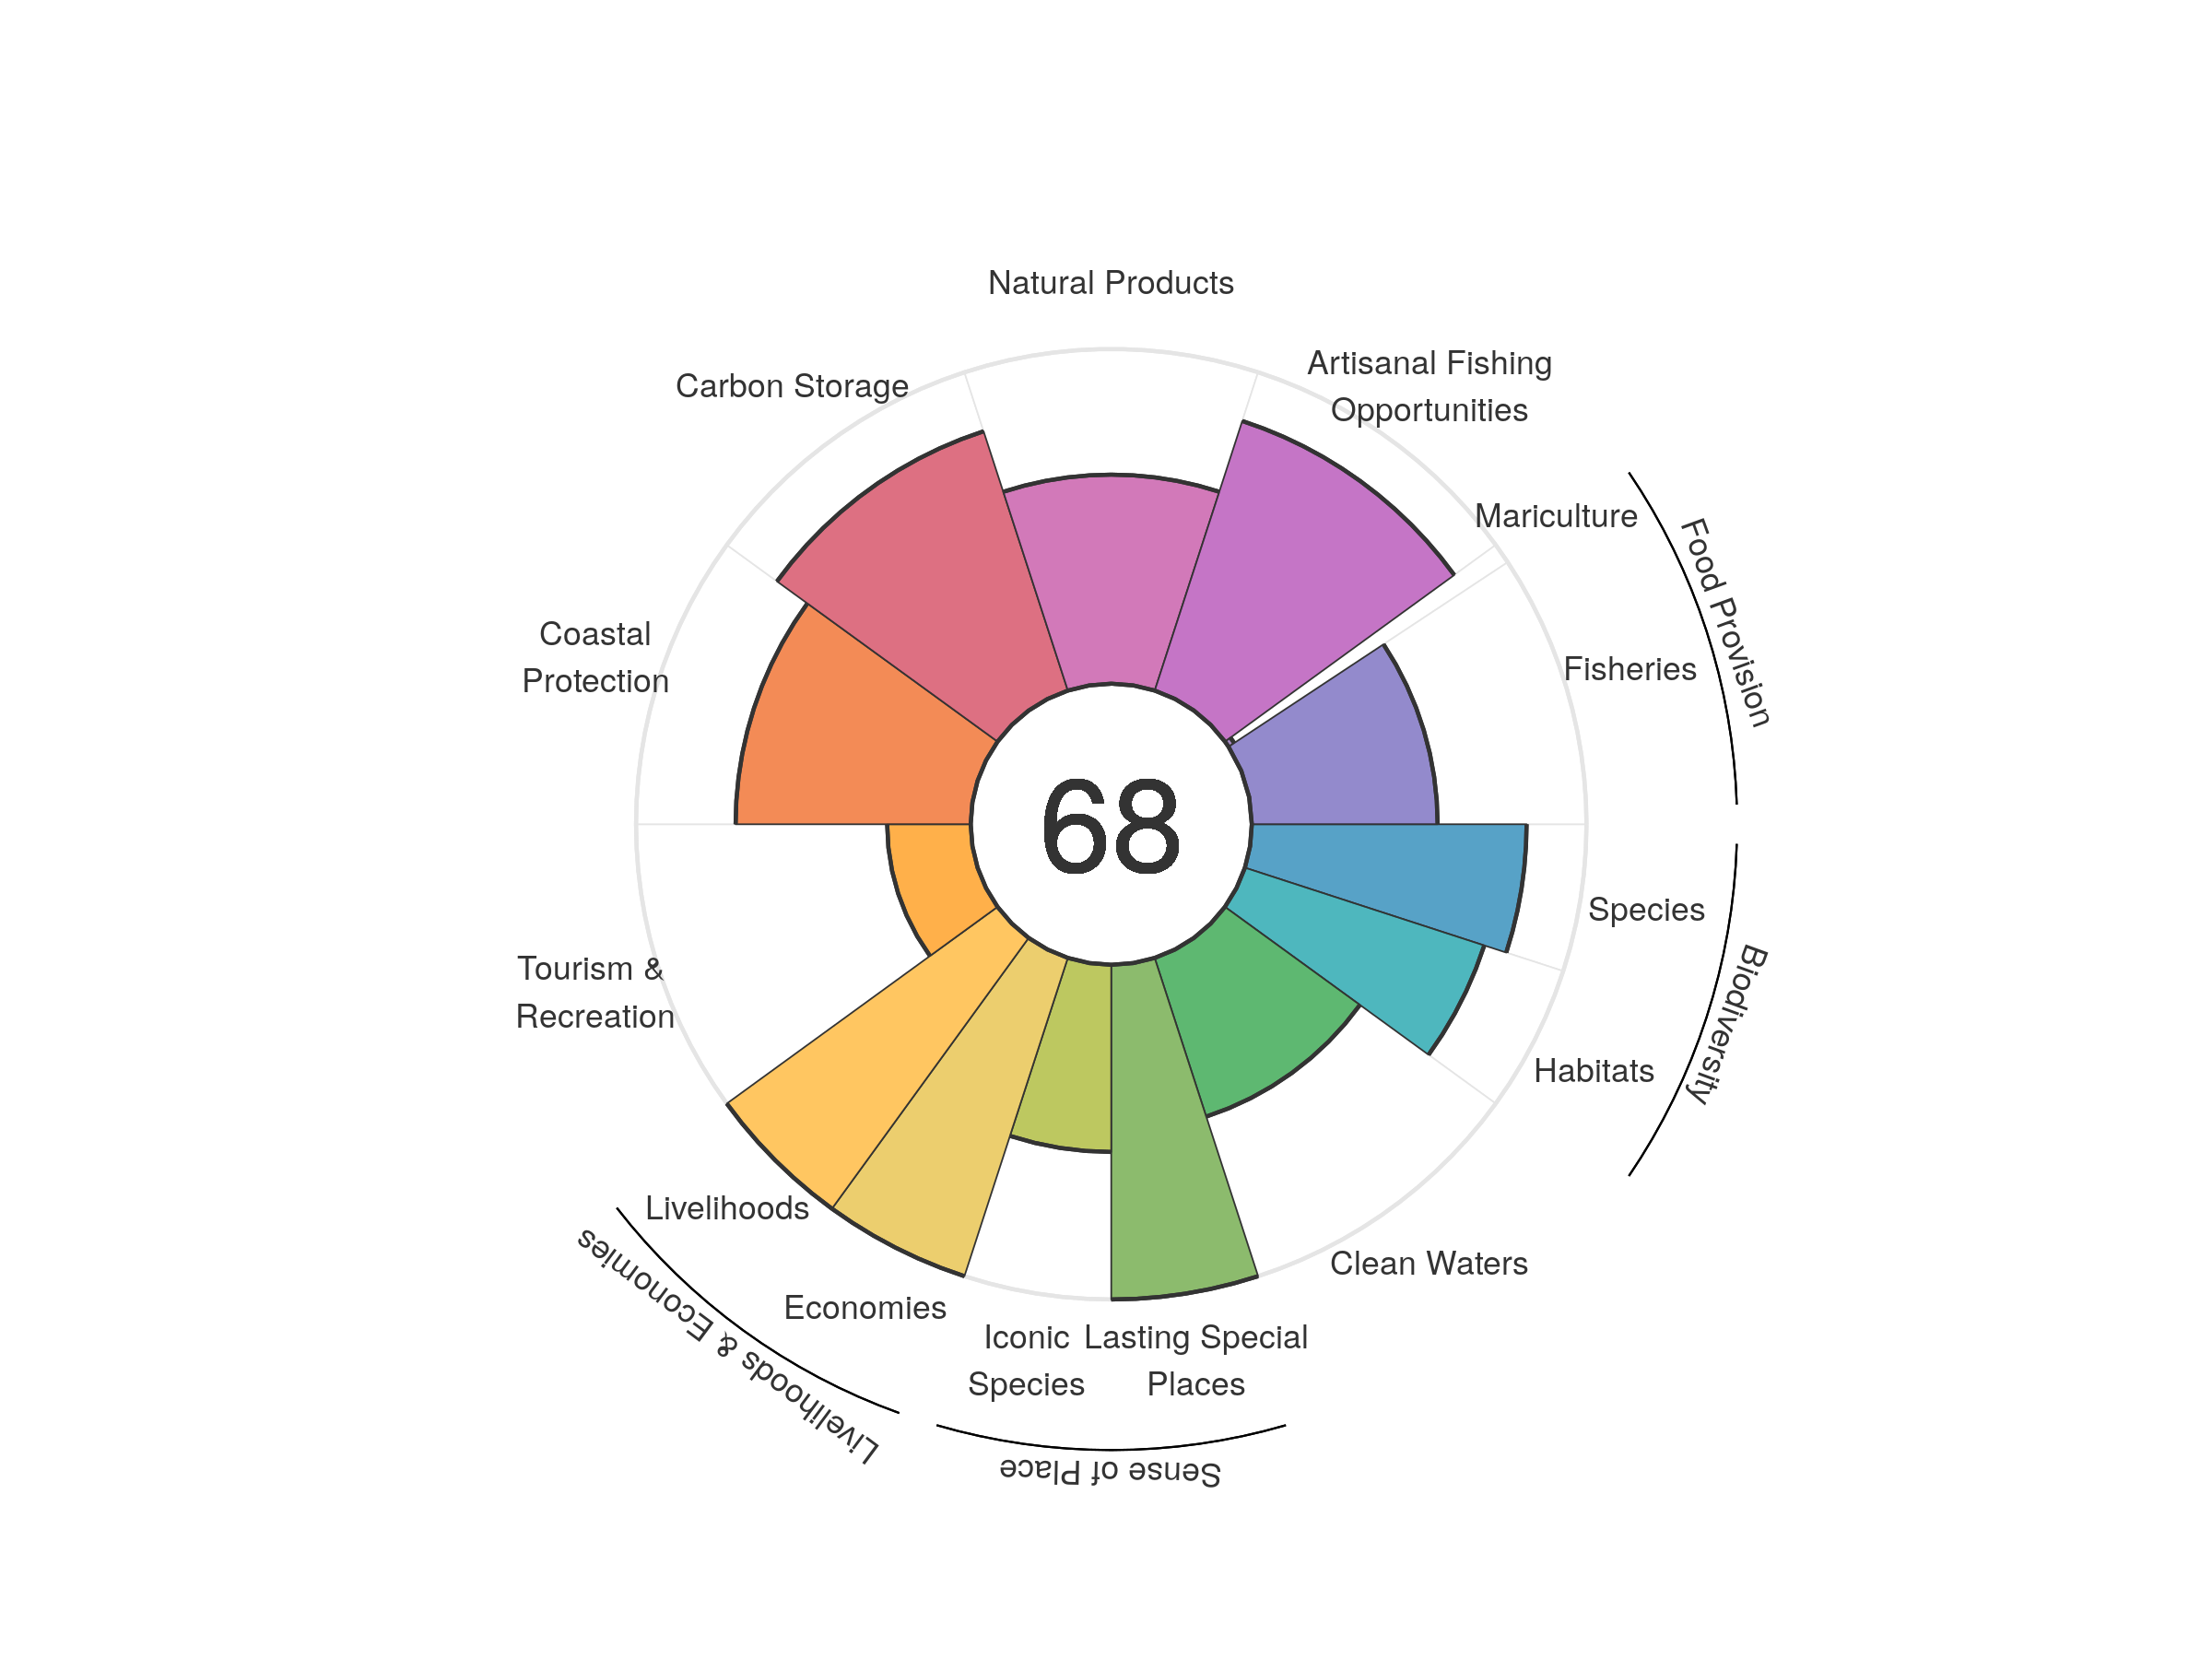 Natural Products
Artisanal Fishing
Opportunities
Carbon Storage
Mariculture
Food Provision
Coastal
Protection
Fisheries
68
Species
Biodiversity
Tourism &
Recreation
Habitats
Livelihoods
Livelihoods & Economies
Clean Waters
Economies
Iconic
Species
Lasting Special
Places
Sense of Place